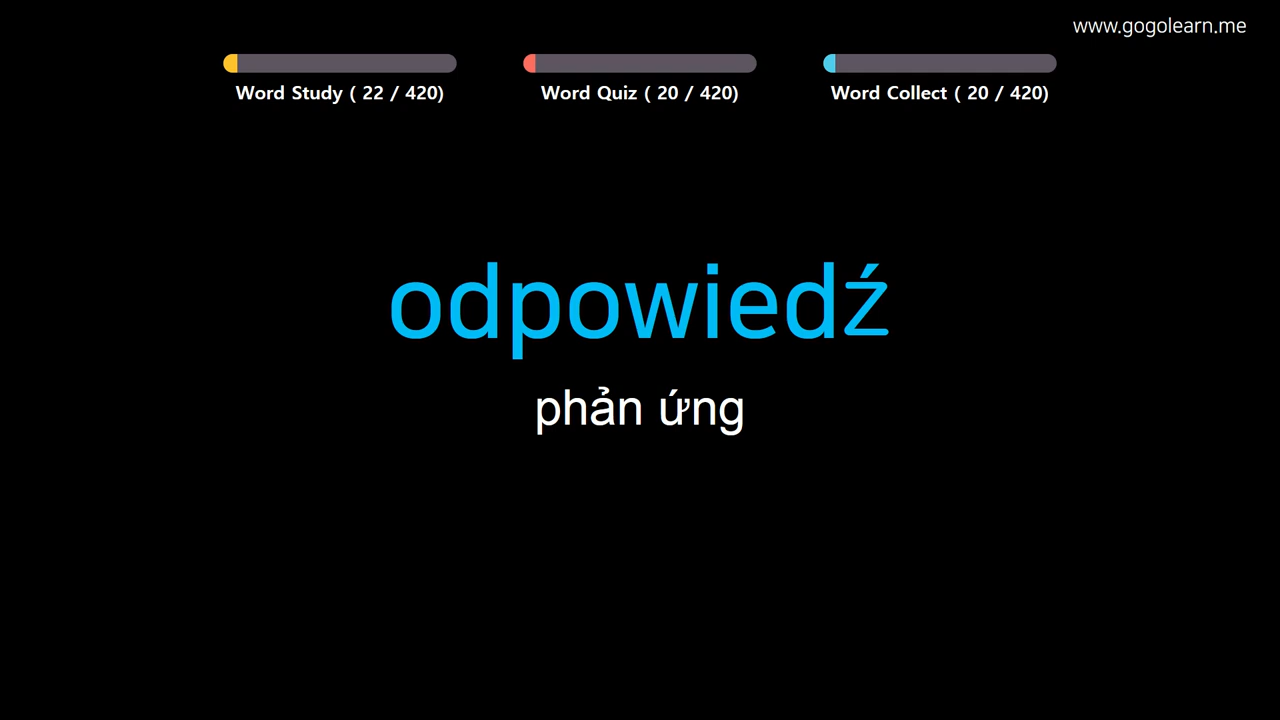 www.gogolearn.me
Word Study ( 22 / 420)
Word Quiz ( 20 / 420)
Word Collect ( 20 / 420)
odpowiedź
phản ứng